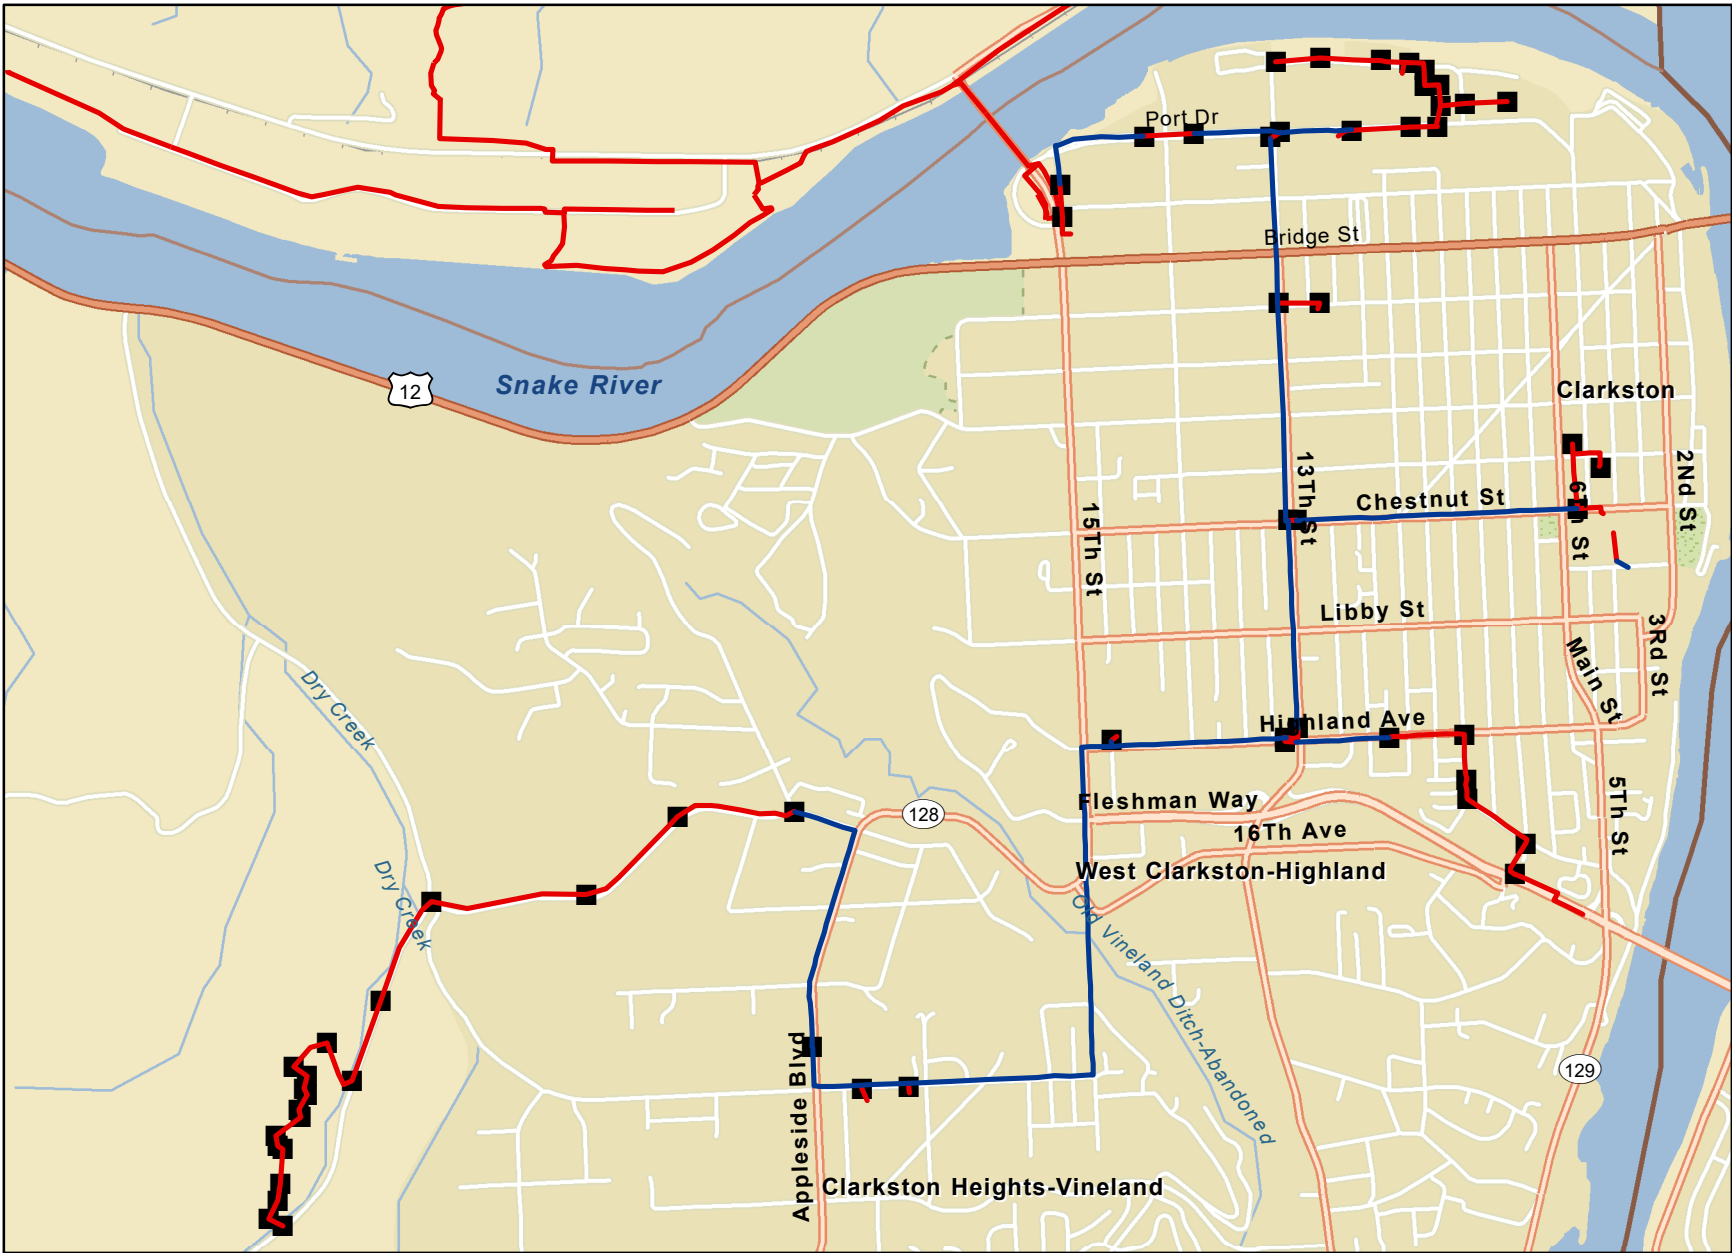 Port Dr
Bridge St
12
Snake River
Clarkston
13Th St
Chestnut St
6Th St
2Nd St
15Th St
Libby St
3Rd St
Main St
Dry Creek
Highland Ave
Fleshman Way
5Th St
128
16Th Ave
West Clarkston-Highland
Dry Creek
Old Vineland Ditch-Abandoned
129
Appleside Blvd
Clarkston Heights-Vineland